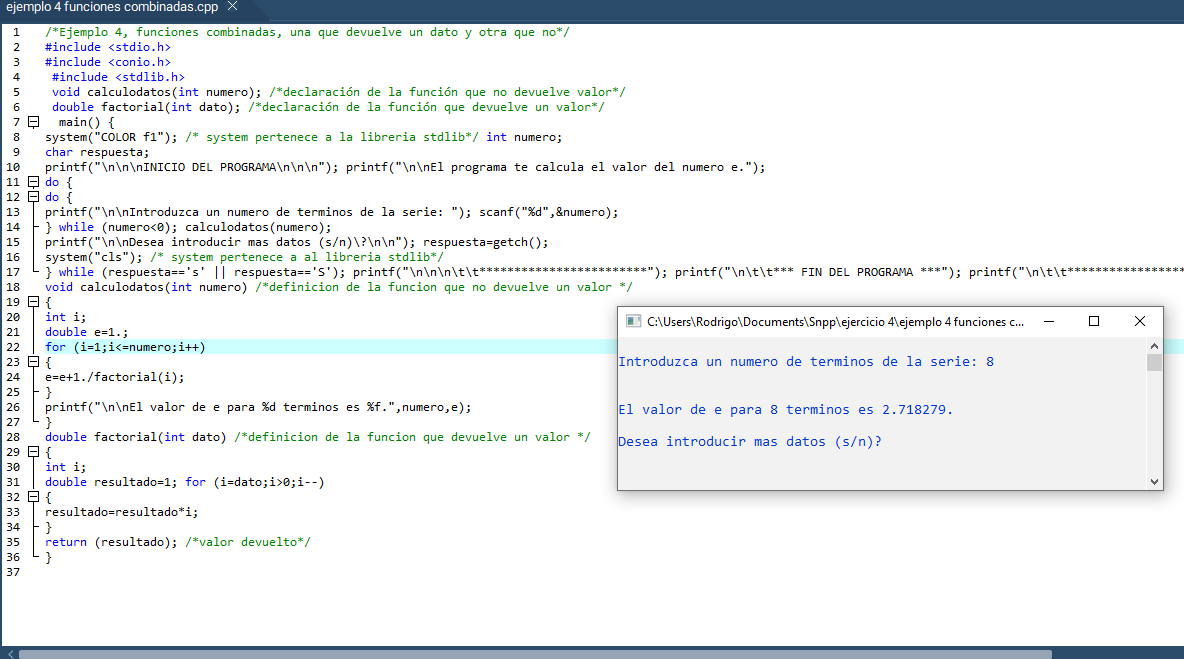 ejemplo 4 funciones combinadas.cpp
1 /*Ejemplo 4, funciones combinadas, una que devuelve un dato y otra que no*/
2 #include <stdio.h>
3 #include <conio.h>
4 #include <stdlib.h>
5 void calculodatos(int numero); /*declaración de la función que no devuelve valor*/
6 double factorial(int dato); /*declaración de la función que devuelve un valor*/
7 main() {
8 system("COLOR f1"); /* system pertenece a la libreria stdlib*/ int numero;
9 char respuesta;
10 printf("\n\n\nINICIO DEL PROGRAMA\n\n\n"); printf("\n\nEl programa te calcula el valor del numero e.");
11 do {
12 do {
13 printf("\n\nIntroduzca un numero de terminos de la serie: "); scanf("%d",&numero);
14 } while (numero<0); calculodatos(numero);
15 printf("\n\nDesea introducir mas datos (s/n)\?\n\n"); respuesta=getch();
16 system("cls"); /* system pertenece a al libreria stdlib*/
17 } while (respuesta=='s' || respuesta=='S'); printf("\n\n\n\t\t************************"); printf("\n\t\t*** FIN DEL PROGRAMA ***"); printf("\n\t\t*****************
18 void calculodatos(int numero) /*definicion de la funcion que no devuelve un valor */
19 {
20 int i;
21 double e=1.;
22 for (i=1;i<=numero;i++)
23 {
24 e=e+1./factorial(i);
25 }
26 printf("\n\nEl valor de e para %d terminos es %f.",numero,e);
27 }
28 double factorial(int dato) /*definicion de la funcion que devuelve un valor */
29 {
30 int i;
31 double resultado=1; for (i=dato;i>0;i--)
32 {
33 resultado=resultado*i;
34 }
35 return (resultado); /*valor devuelto*/
36 }
37
C:\Users\Rodrigo\Documents\Snpp\ejercicio 4\ejemplo 4 funciones c...
Introduzca un numero de terminos de la serie: 8
El valor de e para 8 terminos es 2.718279.
Desea introducir mas datos (s/n)?